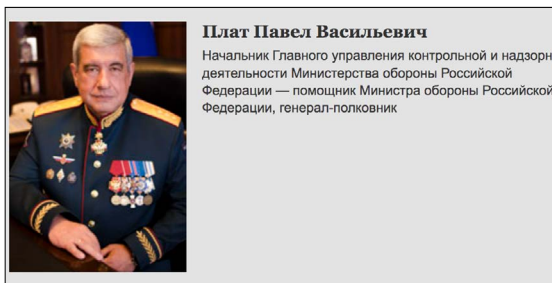 Плат Павел Васильевич
Начальник Главного управления контрольной и надзорн
деятельности Министерства обороны Российской
Федерации — помощник Министра обороны Российской
Федерации, генерал-полковник